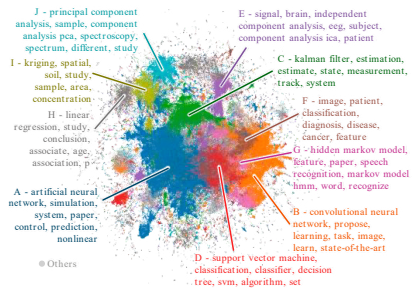 J - principal component
analysis, sample, component
analysis pca, spectroscopy,
spectrum, different, study
E - signal, brain, independent
component analysis, eeg, subject,
component analysis ica, patient
I - kriging, spatial,
soil, study,
sample, area,
concentration
C - kalman filter, estimation,
estimate, state, measurement,
track, system
H - linear
regression, study,
conclusion,
associate, age,
association, p
F - image, patient,
classification,
diagnosis, disease,
cancer, feature
G - hidden markov model,
feature, paper, speech
recognition, markov model
hmm, word, recognize
A - artificial neural
network, simulation,
system, paper,
control, prediction,
nonlinear
B - convolutional neural
network, propose,
learning, task, image,
learn, state-of-the-art
D - support vector machine,
classification, classifier, decision
tree, svm, algorithm, set
Others